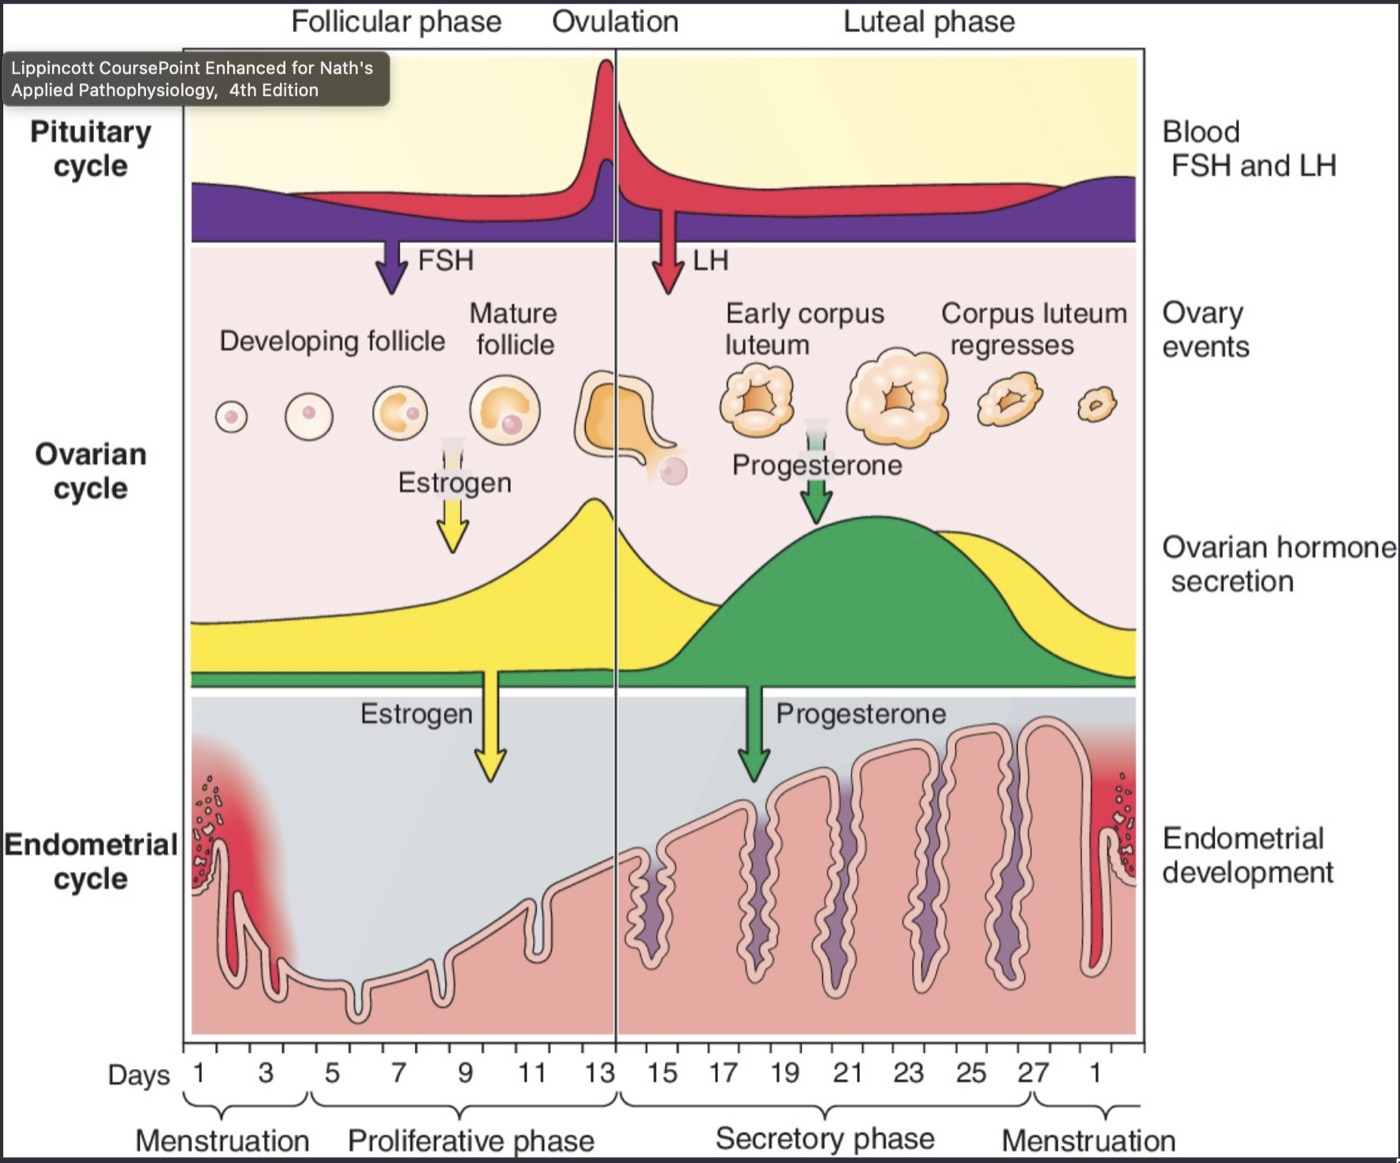 Follicular phase
Ovulation
Luteal phase
Lippincott CoursePoint Enhanced for Nath's
Applied Pathophysiology, 4th Edition
Pituitary
cycle
Blood
FSH and LH
FSH
LH
Developing follicle
Mature
follicle
Early corpus
luteum
Corpus luteum
regresses
Ovary
events
Ovarian
cycle
Estrogen
Progesterone
Ovarian hormone
secretion
Estrogen
Progesterone
Endometrial
cycle
Endometrial
development
Days 1 3 5 7 9 11 13 15 17 19 21 23 25 27 1
Menstruation
Proliferative phase
Secretory phase
Menstruation